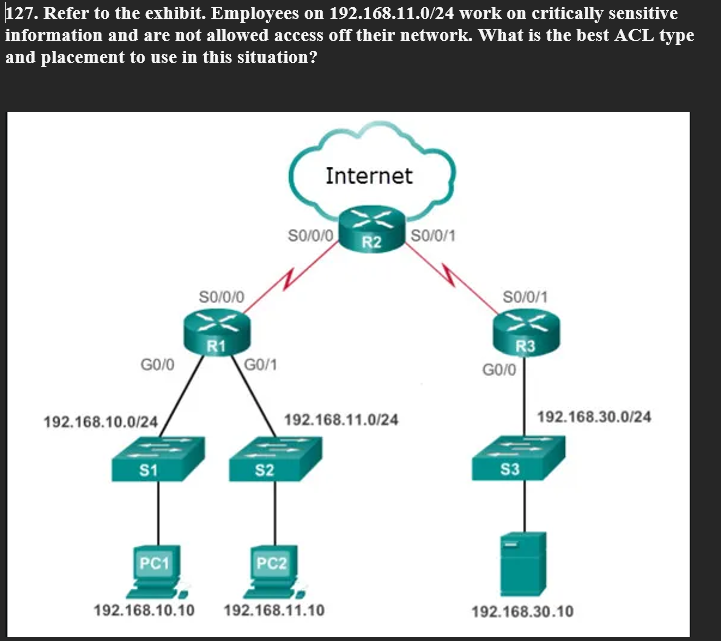 127. Refer to the exhibit. Employees on 192.168.11.0/24 work on critically sensitive
information and are not allowed access off their network. What is the best ACL type
and placement to use in this situation?
Internet
S0/0/0
R2
S0/0/1
S0/0/0
S0/0/1
R1
R3
G0/0
G0/1
G0/0
192.168.10.0/24
192.168.11.0/24
192.168.30.0/24
S1
S2
S3
PC1
PC2
192.168.10.10
192.168.11.10
192.168.30.10